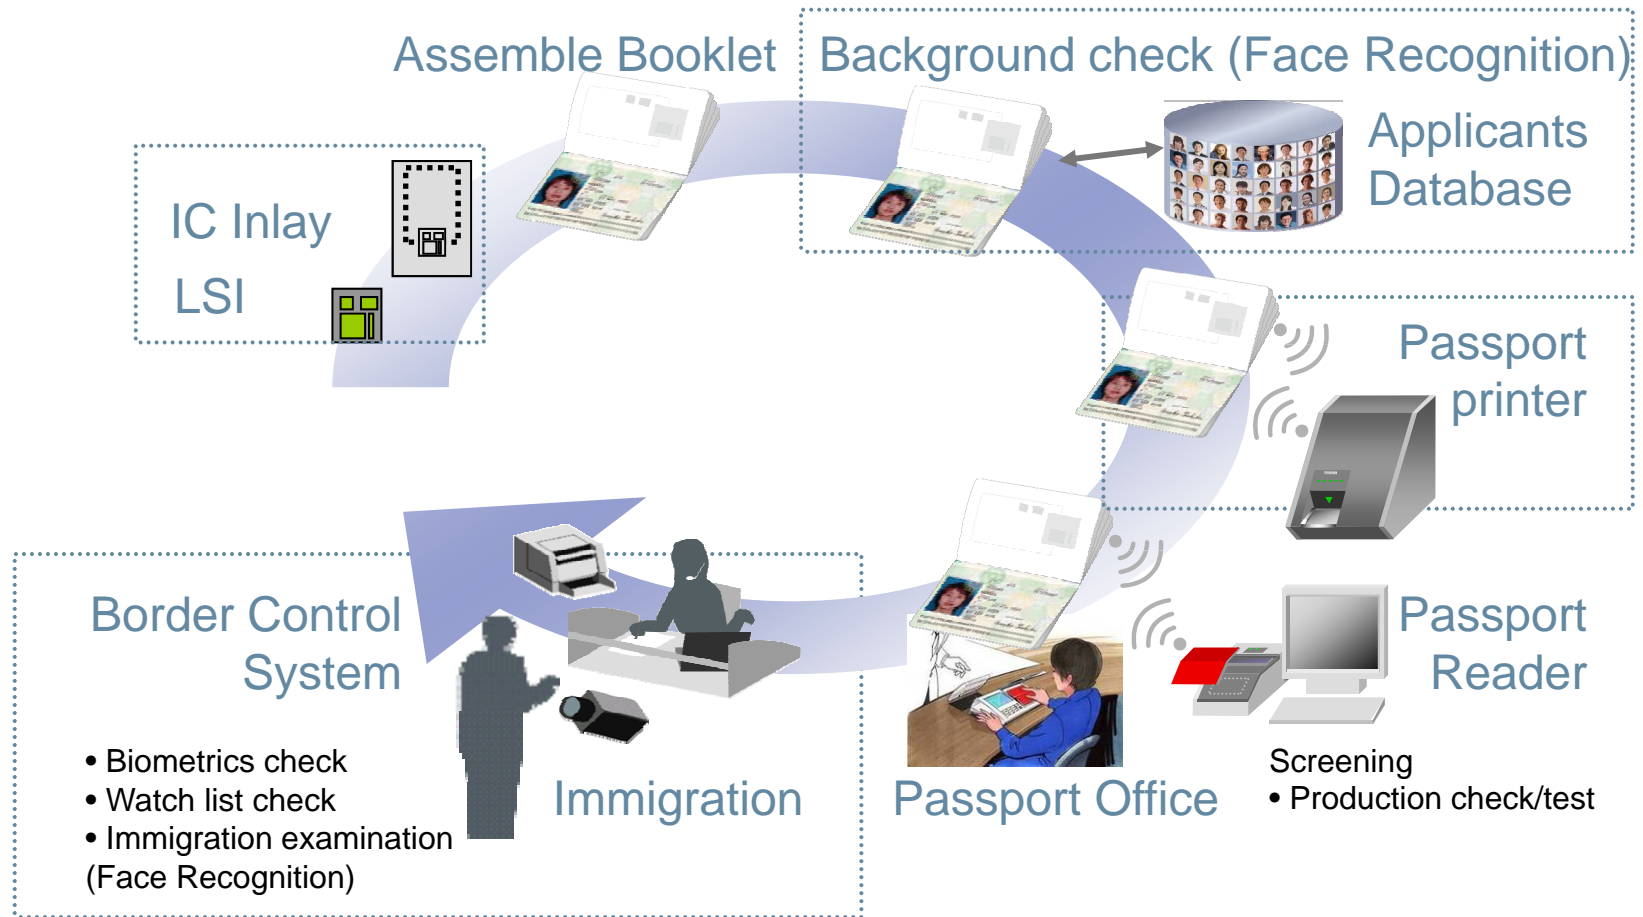 Assemble Booklet
Background check (Face Recognition)
Applicants
Database
IC Inlay
LSI
Passport
printer
Border Control
System
• Biometrics check
• Watch list check
• Immigration examination
(Face Recognition)
Immigration
Passport Office
Passport
Reader
Screening
• Production check/test